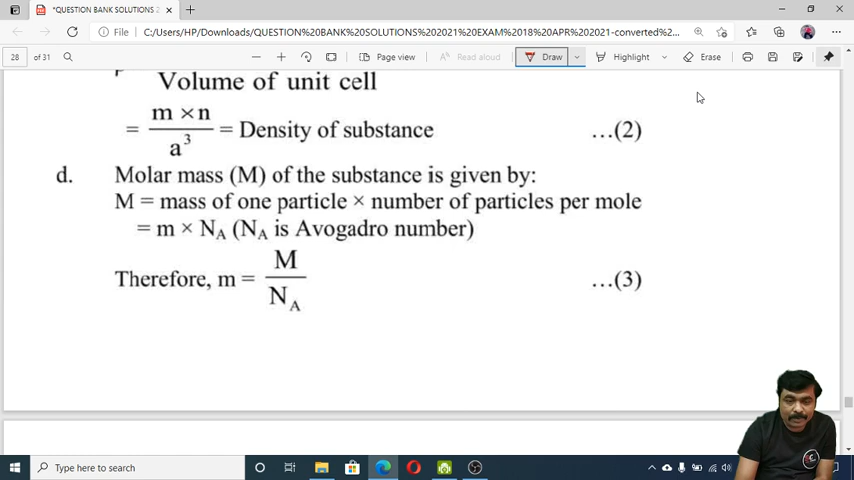 *QUESTION BANK SOLUTIONS 2
File
C:/Users/HP/Downloads/QUESTION%20BANK%20SOLUTIONS%202021%20EXAM%2018%20APR%202021-converted%2...
28 of 31
Page view
Read aloud
Draw
Highlight
Erase
Volume of unit cell
= m × n / a³ = Density of substance …(2)
d. Molar mass (M) of the substance is given by:
M = mass of one particle × number of particles per mole
= m × N_A (N_A is Avogadro number)
Therefore, m = M / N_A …(3)
Type here to search